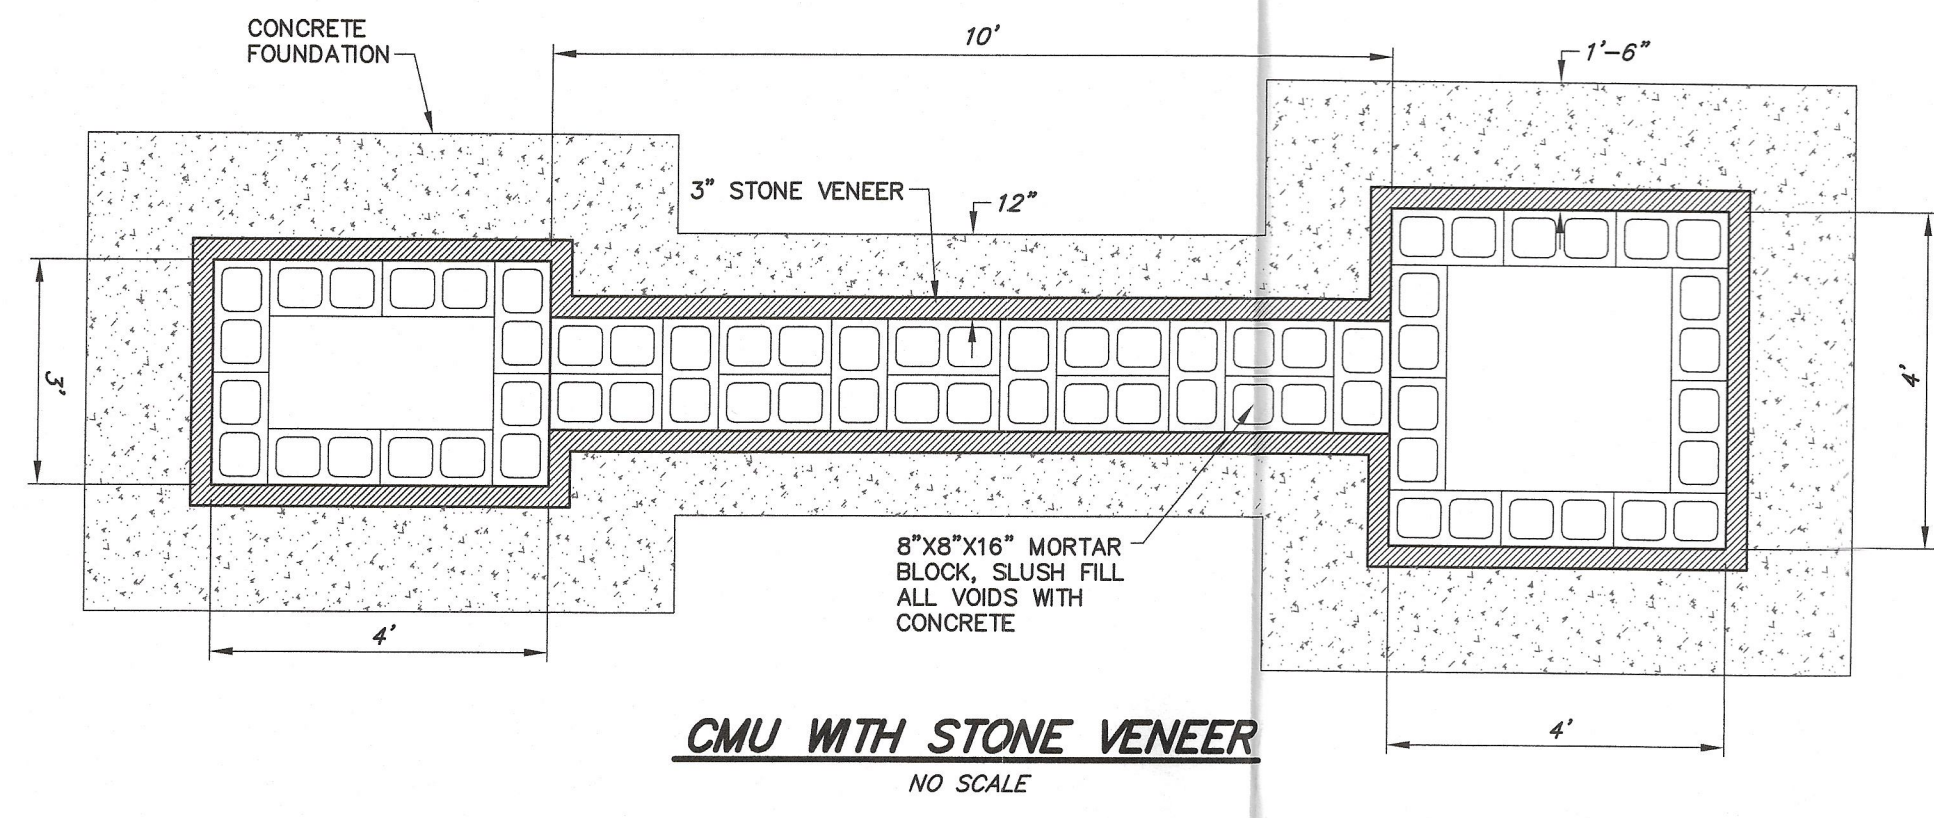 CONCRETE
FOUNDATION
10'
1'-6"
3" STONE VENEER
12"
3'
4'
8"X8"X16" MORTAR
BLOCK, SLUSH FILL
ALL VOIDS WITH
CONCRETE
4'
4'
CMU WITH STONE VENEER
NO SCALE